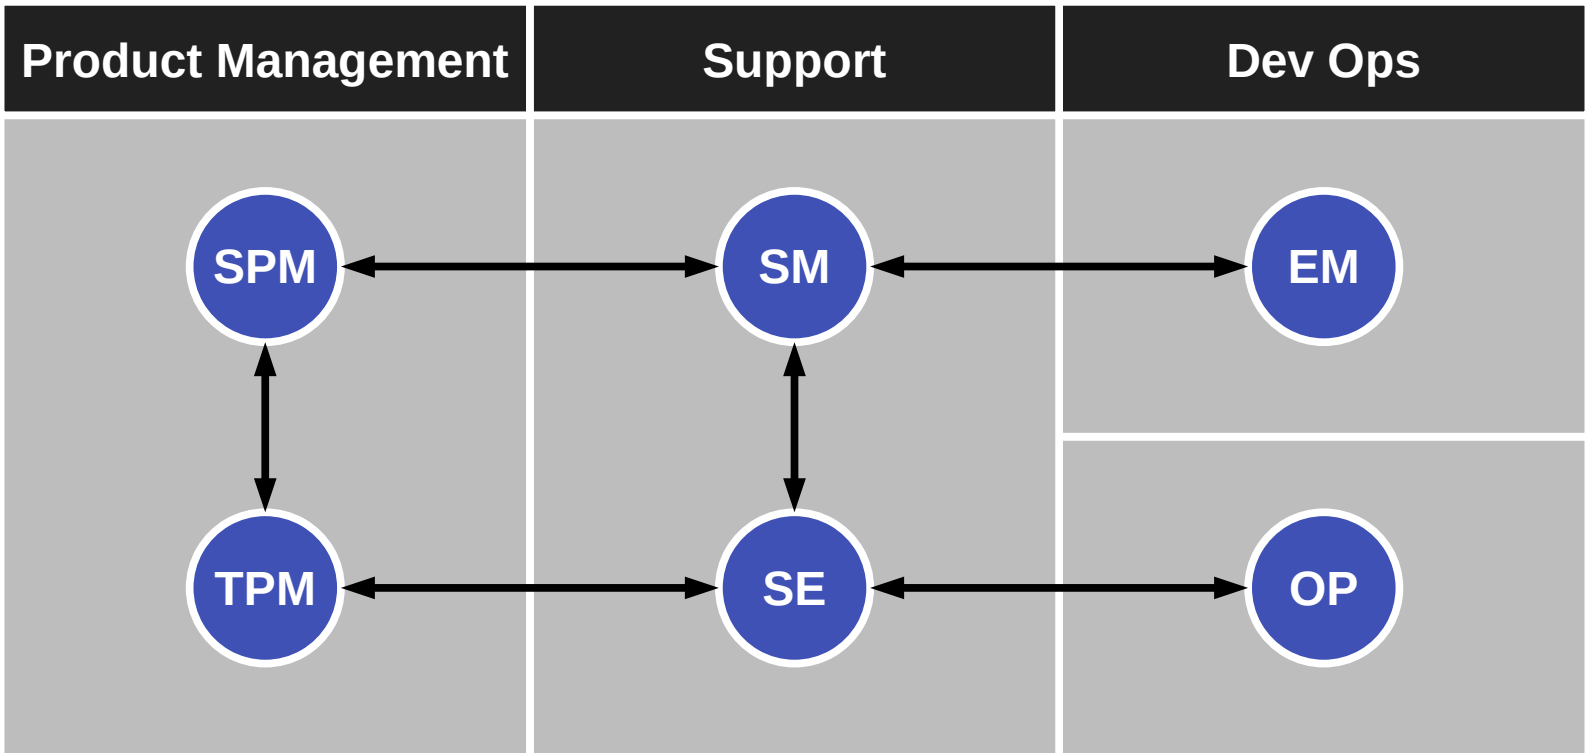 Product Management
Support
Dev Ops
SPM
SM
EM
TPM
SE
OP